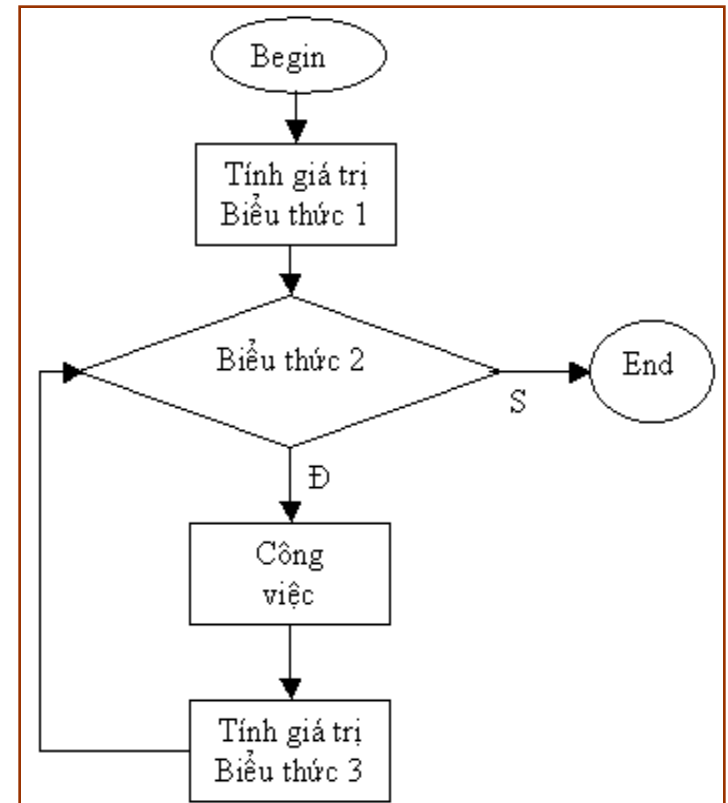 Begin
Tính giá trị
Biểu thức 1
Biểu thức 2
End
S
Đ
Công
việc
Tính giá trị
Biểu thức 3